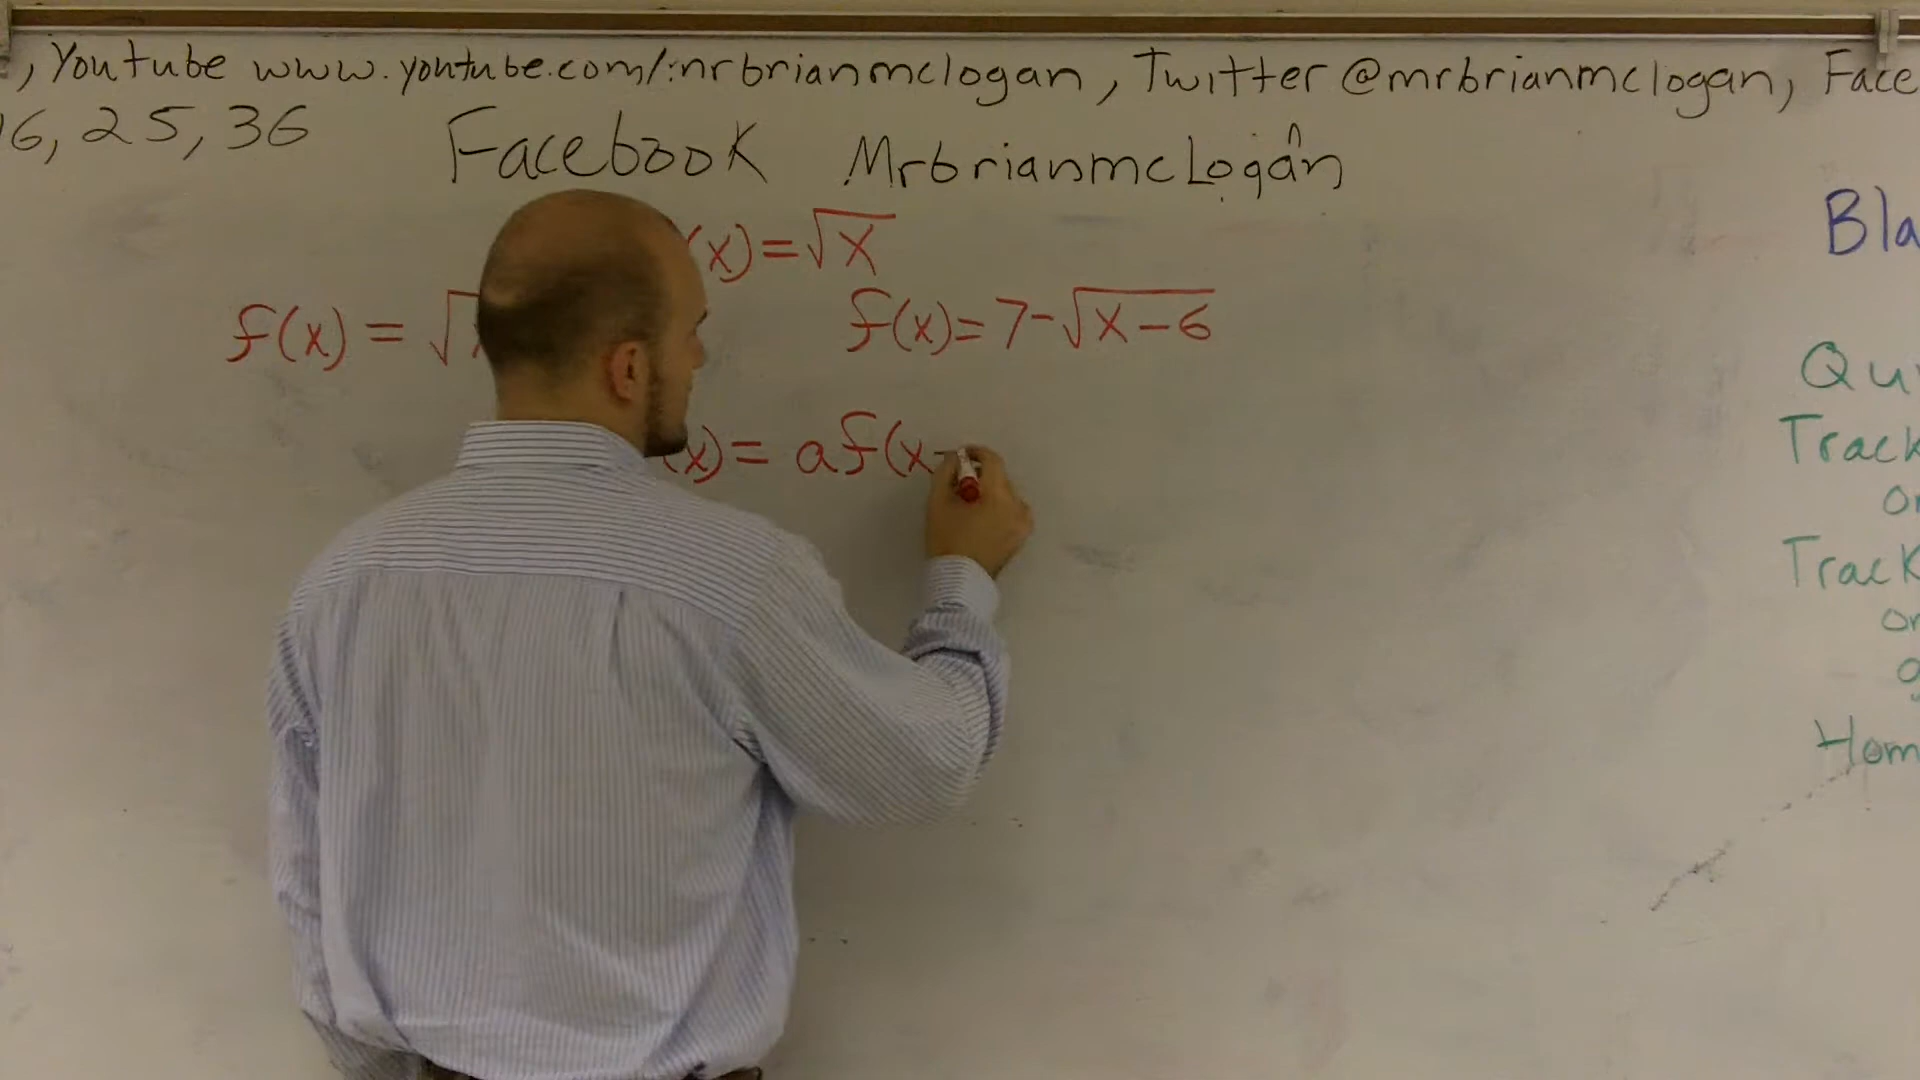 , Youtube www.youtube.com/mrbrianmclogan, Twitter @mrbrianmclogan, Face
16, 25, 36
Facebook Mrbrianmclogan
(x)=√x
f(x) = √
f(x)=7-√x-6
(x)= af(x-
Bla
Qui
Track
or
Track
or
g
Hom